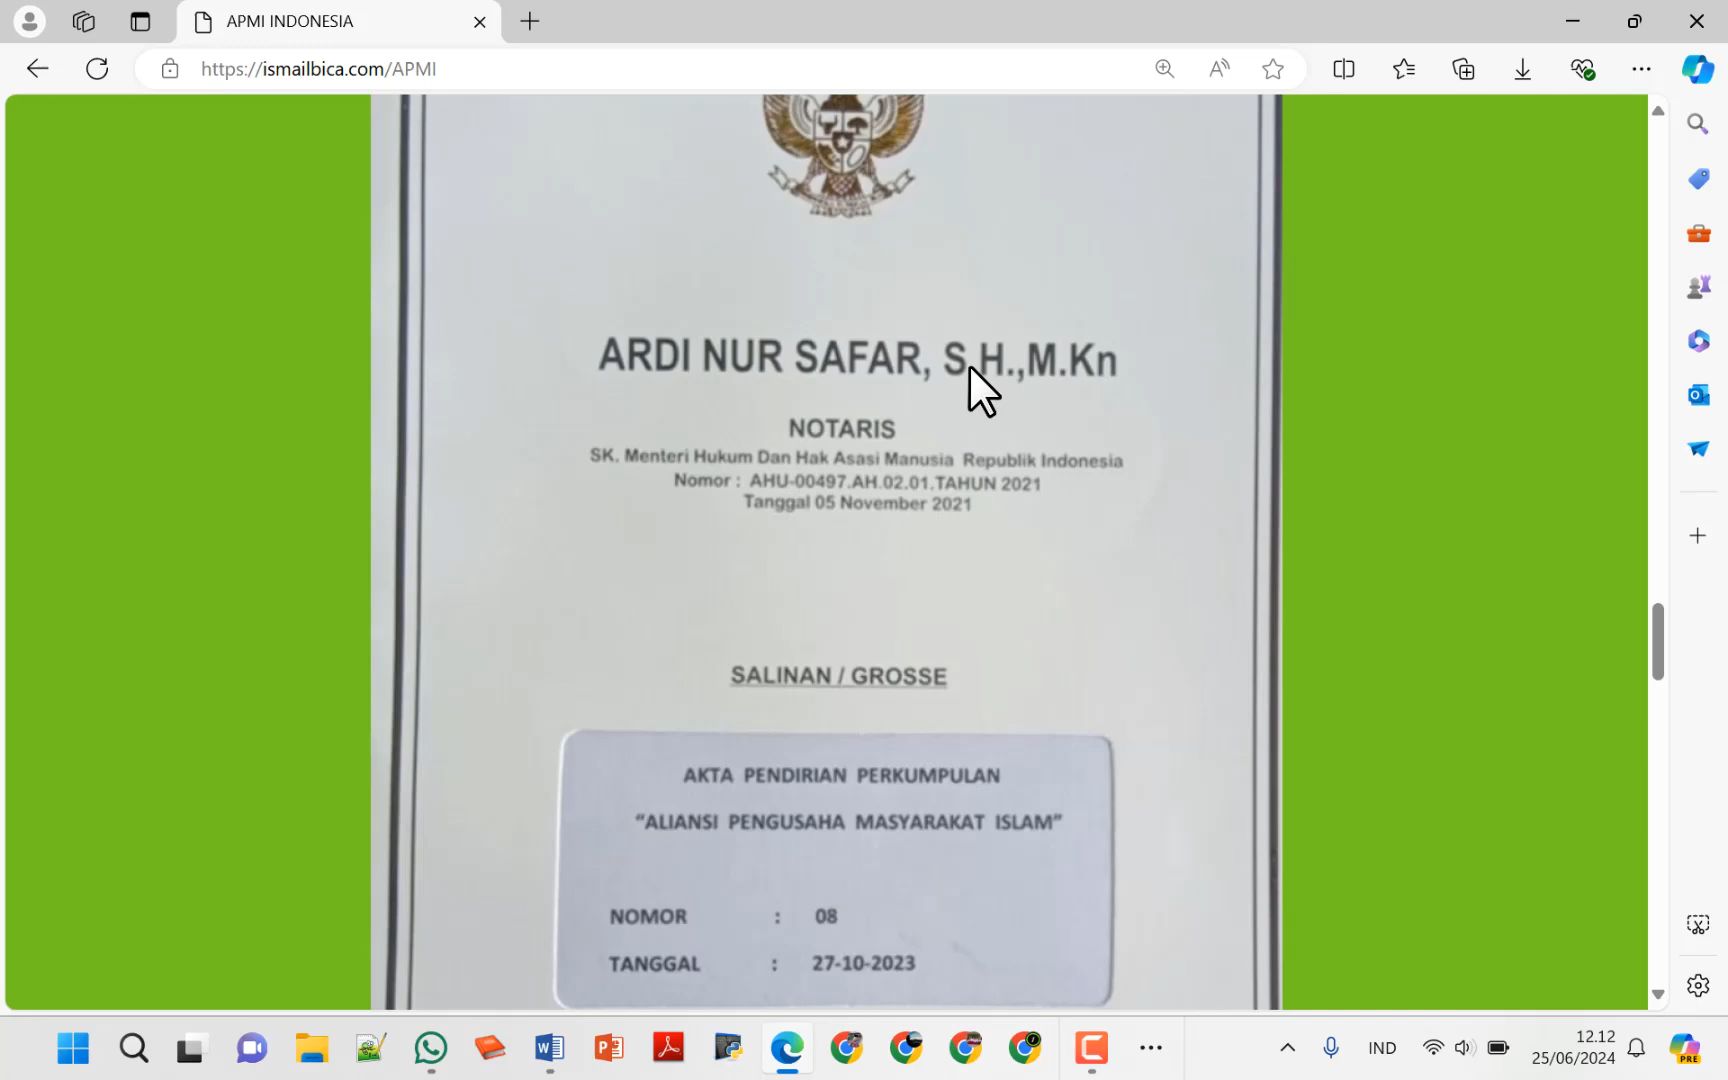 APMI INDONESIA
https://ismailbica.com/APMI
ARDI NUR SAFAR, S.H.,M.Kn
NOTARIS
SK. Menteri Hukum Dan Hak Asasi Manusia Republik Indonesia
Nomor : AHU-00497.AH.02.01.TAHUN 2021
Tanggal 05 November 2021
SALINAN / GROSSE
AKTA PENDIRIAN PERKUMPULAN
“ALIANSI PENGUSAHA MASYARAKAT ISLAM”
NOMOR : 08
TANGGAL : 27-10-2023
IND
12.12
25/06/2024
PRE